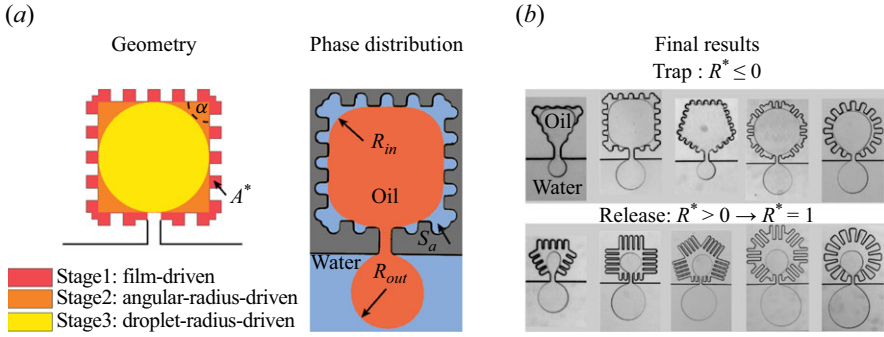 (a)
Geometry
Phase distribution
α
A*
R_in
Oil
S_a
Water
R_out
Stage1: film-driven
Stage2: angular-radius-driven
Stage3: droplet-radius-driven
(b)
Final results
Trap : R* ≤ 0
Oil
Water
Release: R* > 0 → R* = 1